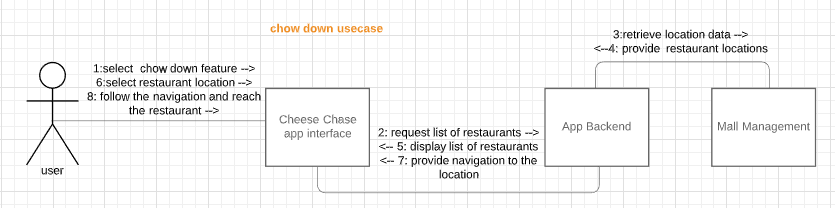 chow down usecase
3:retrieve location data -->
<--4: provide restaurant locations
1:select chow down feature -->
6:select restaurant location -->
8: follow the navigation and reach
the restaurant -->
Cheese Chase
app interface
2: request list of restaurants -->
<-- 5: display list of restaurants
<-- 7: provide navigation to the
location
App Backend
Mall Management
user